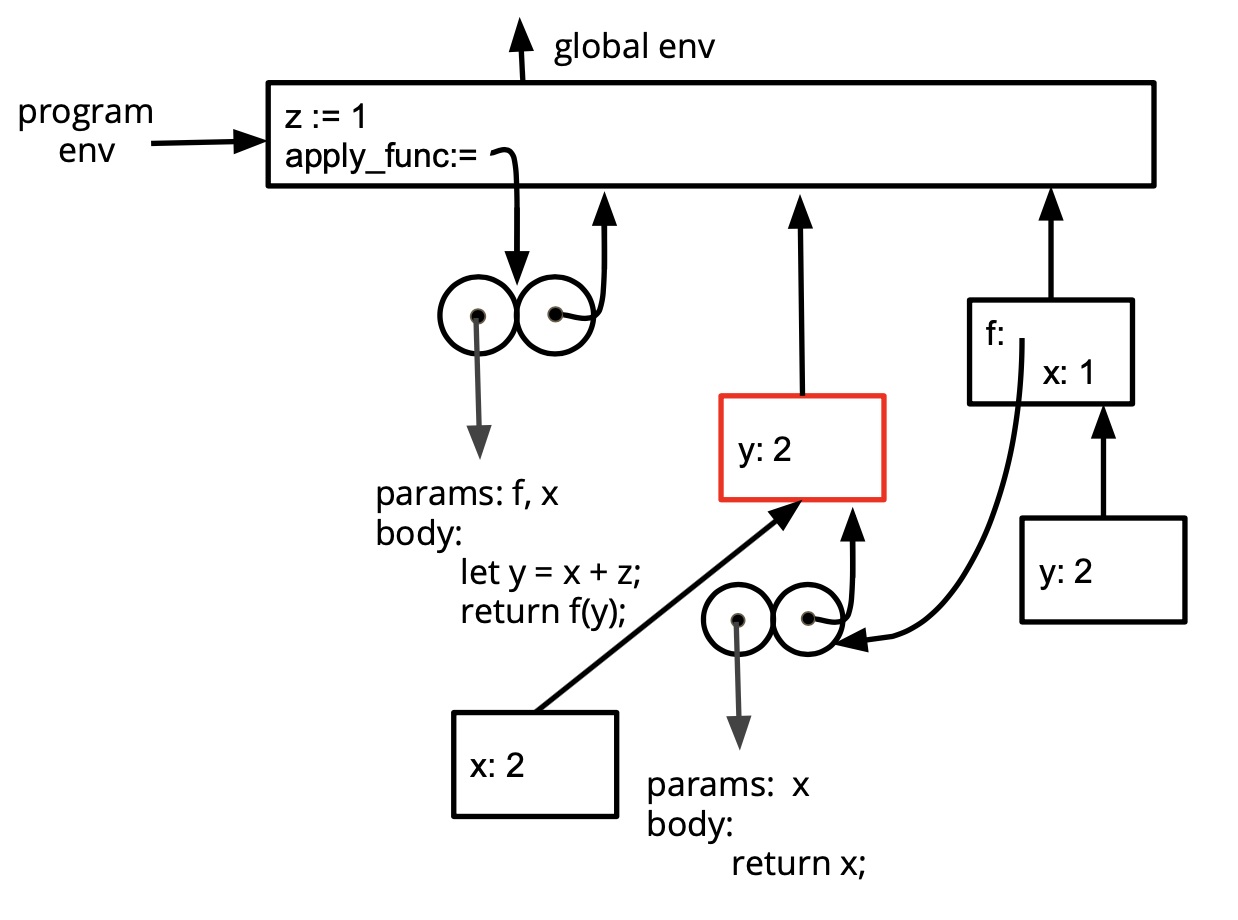 global env
program
env
z := 1
apply_func:=
f:
x: 1
y: 2
params: f, x
body:
let y = x + z;
return f(y);
y: 2
x: 2
params:  x
body:
return x;